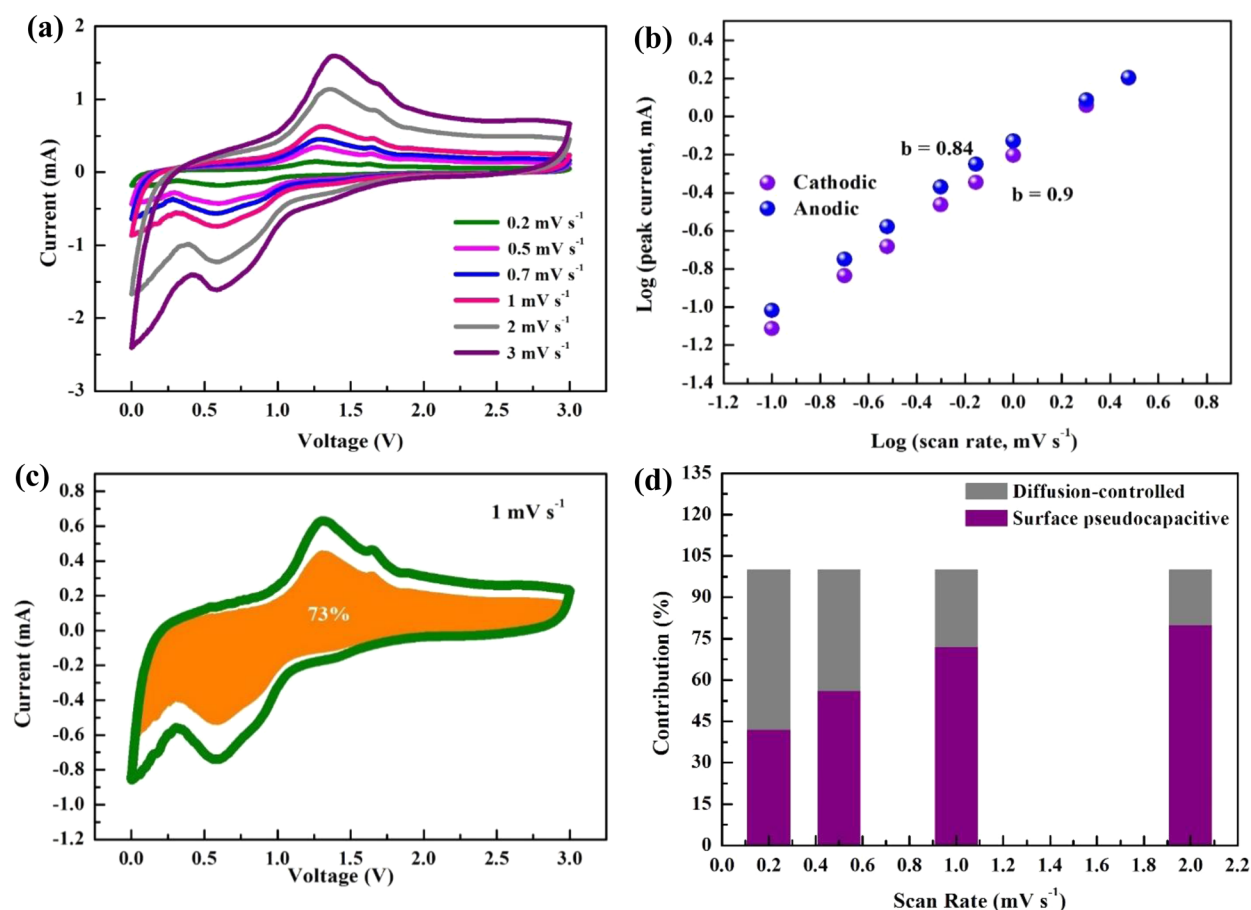 (a)
2
1
0
-1
-2
-3
Current (mA)
0.2 mV s⁻¹
0.5 mV s⁻¹
0.7 mV s⁻¹
1 mV s⁻¹
2 mV s⁻¹
3 mV s⁻¹
0.0 0.5 1.0 1.5 2.0 2.5 3.0
Voltage (V)
(b)
0.4
0.2
0.0
-0.2
-0.4
-0.6
-0.8
-1.0
-1.2
-1.4
Log (peak current, mA)
b = 0.84
Cathodic
b = 0.9
Anodic
-1.2 -1.0 -0.8 -0.6 -0.4 -0.2 0.0 0.2 0.4 0.6 0.8
Log (scan rate, mV s⁻¹)
(c)
0.8
0.6
0.4
0.2
0.0
-0.2
-0.4
-0.6
-0.8
-1.0
-1.2
Current (mA)
1 mV s⁻¹
73%
0.0 0.5 1.0 1.5 2.0 2.5 3.0
Voltage (V)
(d)
135
120
105
90
75
60
45
30
15
0
Contribution (%)
Diffusion-controlled
Surface pseudocapacitive
0.0 0.2 0.4 0.6 0.8 1.0 1.2 1.4 1.6 1.8 2.0 2.2
Scan Rate (mV s⁻¹)